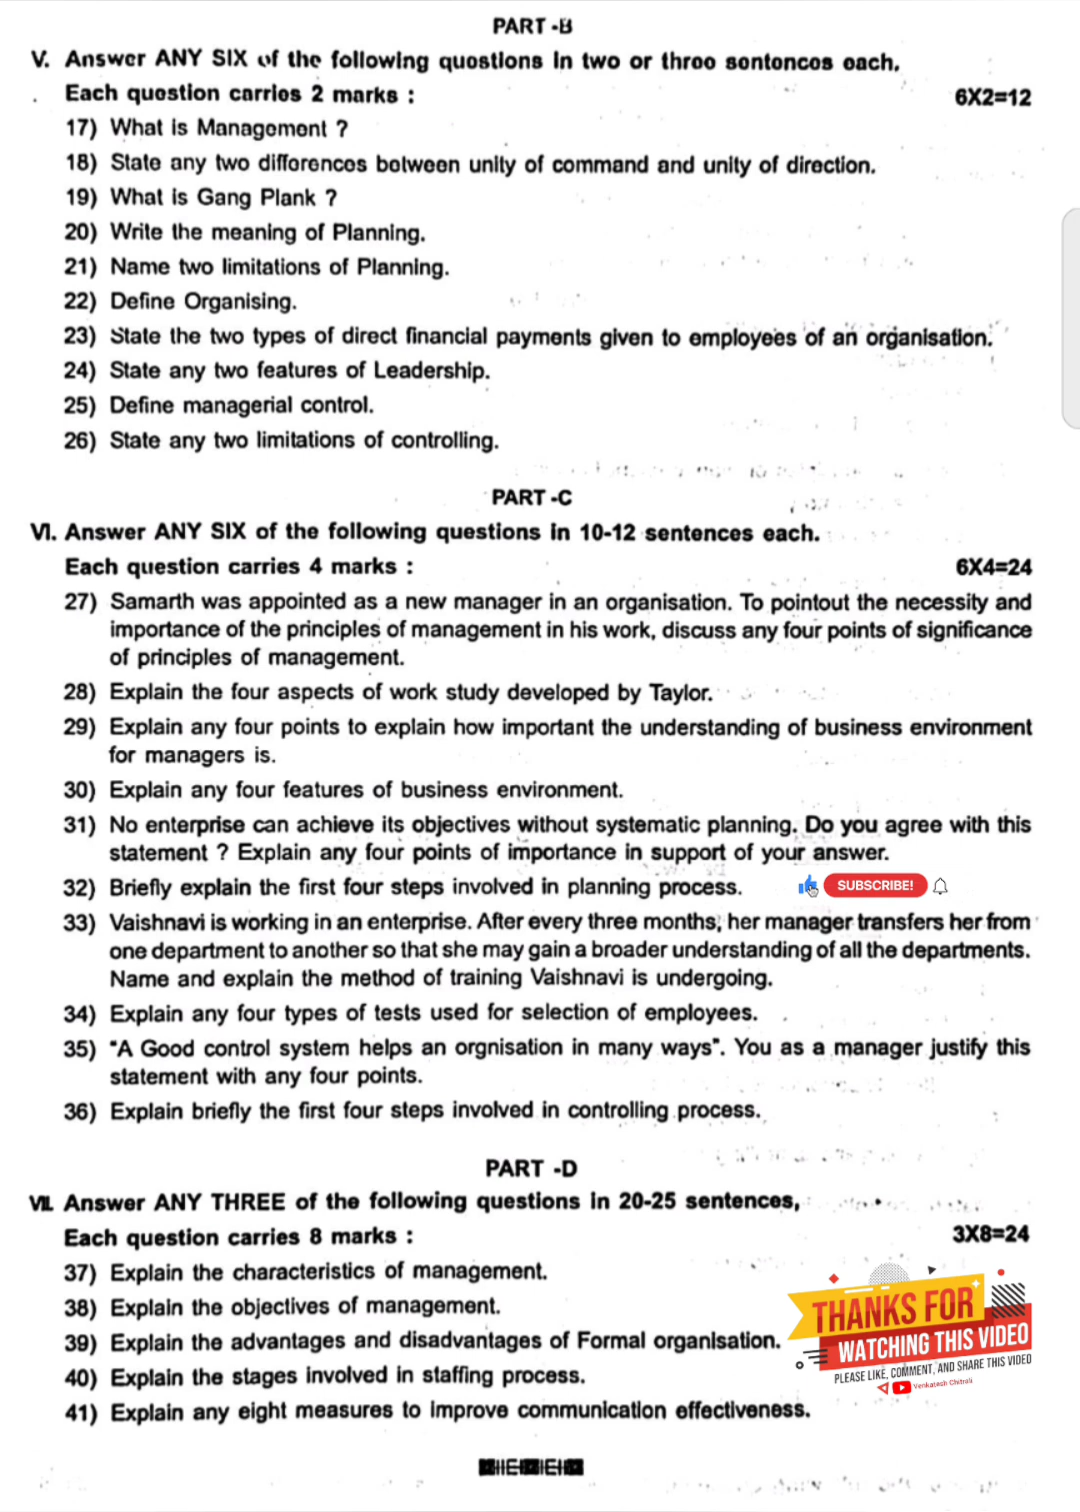 PART -B
V. Answer ANY SIX of the following questions in two or three sentences each.
Each question carries 2 marks : 6X2=12
17) What is Management ?
18) State any two differences between unity of command and unity of direction.
19) What is Gang Plank ?
20) Write the meaning of Planning.
21) Name two limitations of Planning.
22) Define Organising.
23) State the two types of direct financial payments given to employees of an organisation.
24) State any two features of Leadership.
25) Define managerial control.
26) State any two limitations of controlling.
PART -C
VI. Answer ANY SIX of the following questions in 10-12 sentences each.
Each question carries 4 marks : 6X4=24
27) Samarth was appointed as a new manager in an organisation. To pointout the necessity and
importance of the principles of management in his work, discuss any four points of significance
of principles of management.
28) Explain the four aspects of work study developed by Taylor.
29) Explain any four points to explain how important the understanding of business environment
for managers is.
30) Explain any four features of business environment.
31) No enterprise can achieve its objectives without systematic planning. Do you agree with this
statement ? Explain any four points of importance in support of your answer.
32) Briefly explain the first four steps involved in planning process.
SUBSCRIBE!
33) Vaishnavi is working in an enterprise. After every three months, her manager transfers her from
one department to another so that she may gain a broader understanding of all the departments.
Name and explain the method of training Vaishnavi is undergoing.
34) Explain any four types of tests used for selection of employees.
35) "A Good control system helps an orgnisation in many ways". You as a manager justify this
statement with any four points.
36) Explain briefly the first four steps involved in controlling process.
PART -D
VII. Answer ANY THREE of the following questions in 20-25 sentences,
Each question carries 8 marks : 3X8=24
37) Explain the characteristics of management.
38) Explain the objectives of management.
39) Explain the advantages and disadvantages of Formal organisation.
40) Explain the stages involved in staffing process.
41) Explain any eight measures to improve communication effectiveness.
THANKS FOR
WATCHING THIS VIDEO
PLEASE LIKE, COMMENT, AND SHARE THIS VIDEO
Venkatesh Chitrali